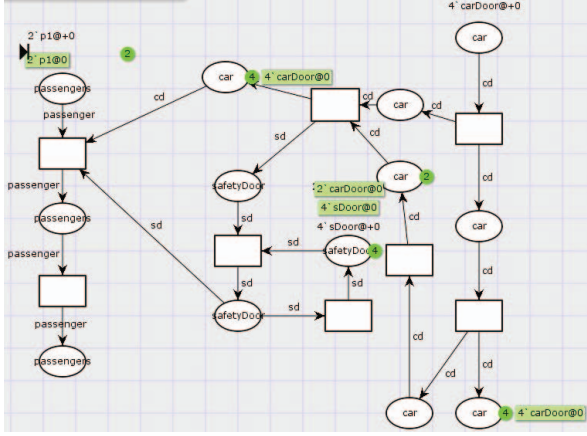 4`carDoor@+0
2`p1@+0
2
2`p1@0
car
car
4
4`carDoor@0
passengers
cd
cd
car
cd
passenger
cd
cd
sd
cd
passenger
safetyDoor
car
2
2`carDoor@0
4`sDoor@0
passengers
sd
4`sDoor@+0
car
cd
sd
safetyDoor
4
passenger
sd
sd
cd
safetyDoor
sd
passenger
cd
cd
cd
passengers
car
car
4
4`carDoor@0